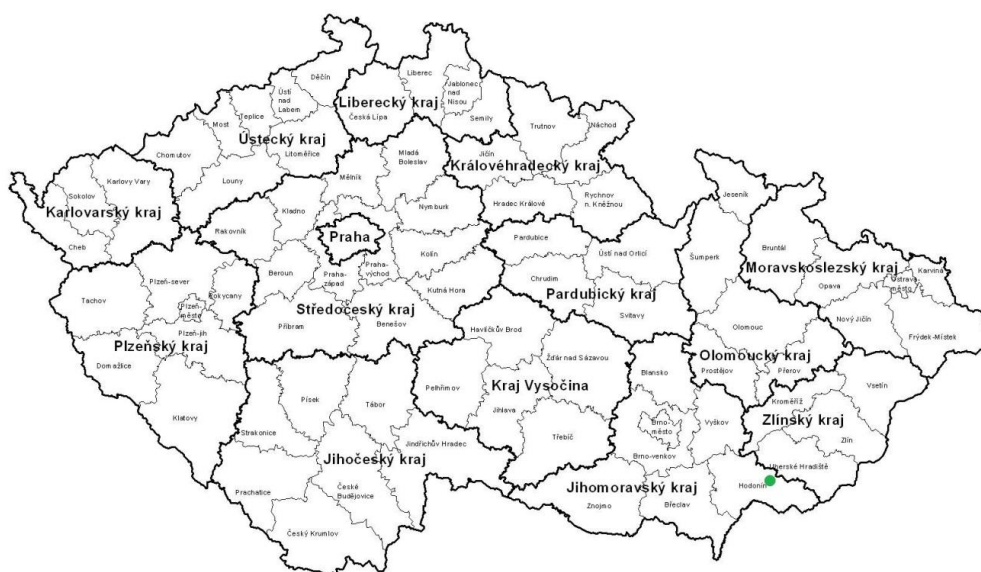 Děčín
Liberec
Ústí
nad
Labem
Jablonec
nad
Nisou
Liberecký kraj
Teplice
Česká Lípa
Semily
Most
Ústecký kraj
Trutnov
Náchod
Chomutov
Litoměřice
Mladá
Boleslav
Jičín
Královéhradecký kraj
Louny
Mělník
Karlovy Vary
Sokolov
Karlovarský kraj
Cheb
Jeseník
Rychnov
n. Kněžnou
Hradec Králové
Nymburk
Kladno
Rakovník
Praha
Pardubice
Ústí nad Orlicí
Bruntál
Šumperk
Moravskoslezský kraj
Karviná
Ostrava-
město
Opava
Kolín
Praha-
východ
Praha-
západ
Beroun
Plzeň-sever
Rokycany
Tachov
Plzeň-
město
Chrudim
Pardubický kraj
Kutná Hora
Středočeský kraj
Svitavy
Nový Jičín
Příbram
Benešov
Olomouc
Havlíčkův Brod
Frýdek-Místek
Plzeň-jih
Plzeňský kraj
Domažlice
Olomoucký kraj
Žďár nad Sázavou
Prostějov
Přerov
Blansko
Vsetín
Pelhřimov
Kraj Vysočina
Písek
Tábor
Kroměříž
Klatovy
Jihlava
Zlínský kraj
Brno-
město
Vyškov
Strakonice
Třebíč
Zlín
Jindřichův Hradec
Jihočeský kraj
Brno-venkov
Uherské Hradiště
České
Budějovice
Jihomoravský kraj
Hodonín
Prachatice
Znojmo
Břeclav
Český Krumlov